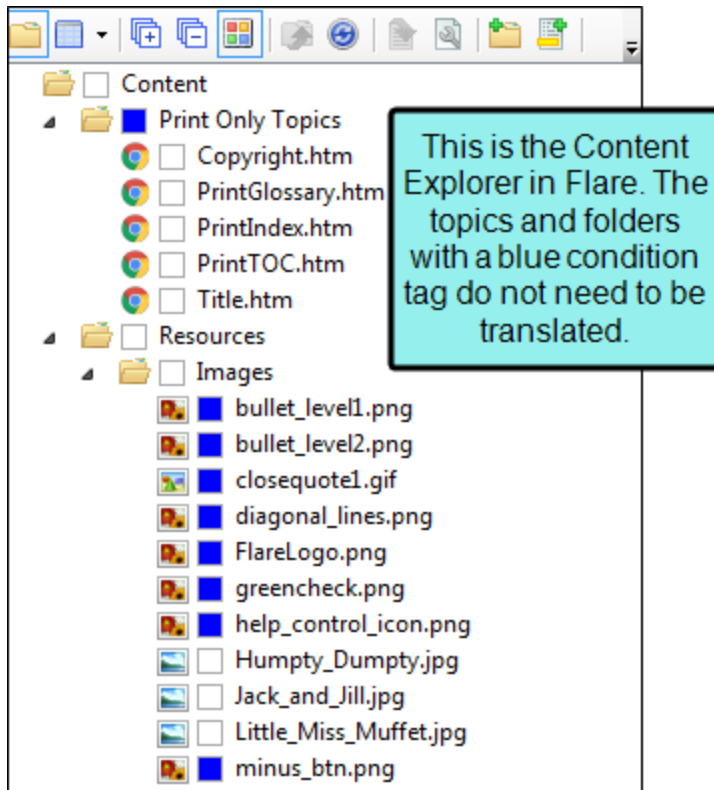 Content
Print Only Topics
Copyright.htm
PrintGlossary.htm
PrintIndex.htm
PrintTOC.htm
Title.htm
Resources
Images
bullet_level1.png
bullet_level2.png
closequote1.gif
diagonal_lines.png
FlareLogo.png
greencheck.png
help_control_icon.png
Humpty_Dumpty.jpg
Jack_and_Jill.jpg
Little_Miss_Muffet.jpg
minus_btn.png
This is the Content
Explorer in Flare. The
topics and folders
with a blue condition
tag do not need to be
translated.